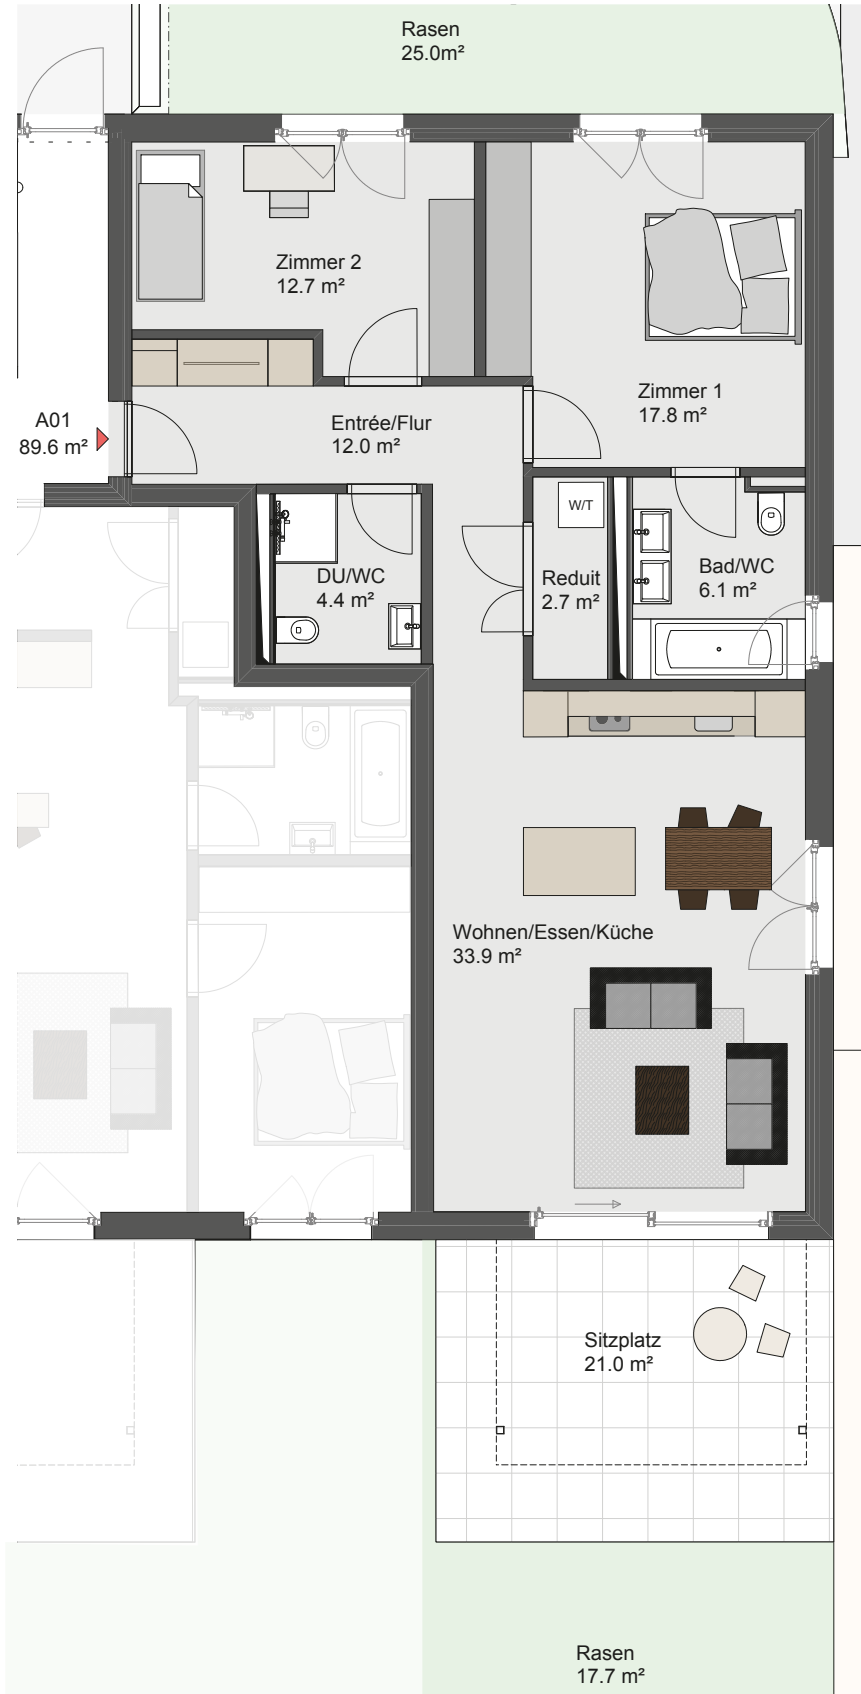 Rasen
25.0m²
Zimmer 2
12.7 m²
Zimmer 1
17.8 m²
A01
89.6 m²
Entrée/Flur
12.0 m²
W/T
DU/WC
4.4 m²
Reduit
2.7 m²
Bad/WC
6.1 m²
Wohnen/Essen/Küche
33.9 m²
Sitzplatz
21.0 m²
Rasen
17.7 m²